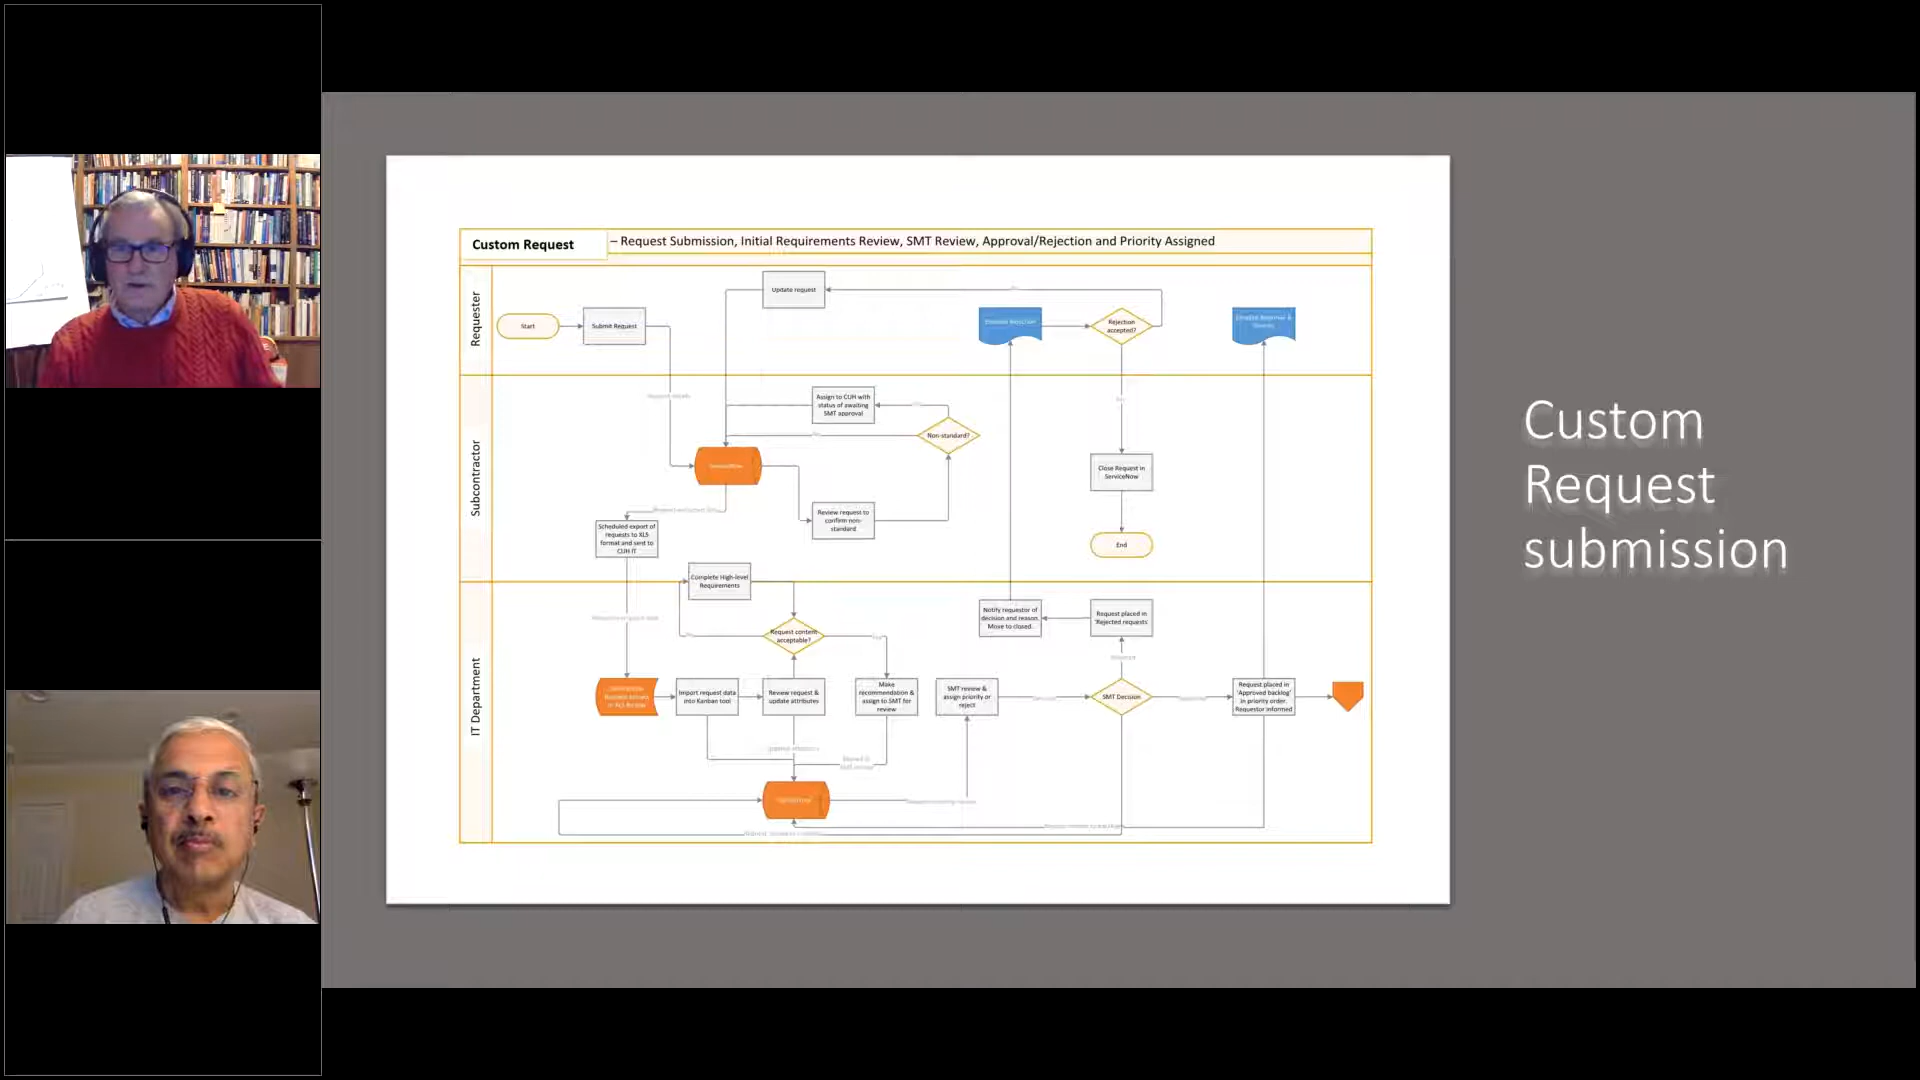 Custom Request
– Request Submission, Initial Requirements Review, SMT Review, Approval/Rejection and Priority Assigned
Requester
Start
Submit Request
Update request
Rejection
accepted?
Subcontractor
Assign to CUH with
status of awaiting
SMT approval
Non-standard?
Review request to
confirm non-
standard
Scheduled export of
requests to XLS
format and sent to
CUH IT
Close Request in
ServiceNow
End
IT Department
Complete High-level
Requirements
Request content
acceptable?
Import request data
into Kanban tool
Review request &
update attributes
Make
recommendation &
assign to SMT for
review
SMT review &
assign priority or
reject
SMT Decision
Notify requestor of
decision and reason.
Move to closed.
Request placed in
'Rejected requests'
Request placed in
'Approved backlog'
in priority order.
Requestor informed
Custom
Request
submission